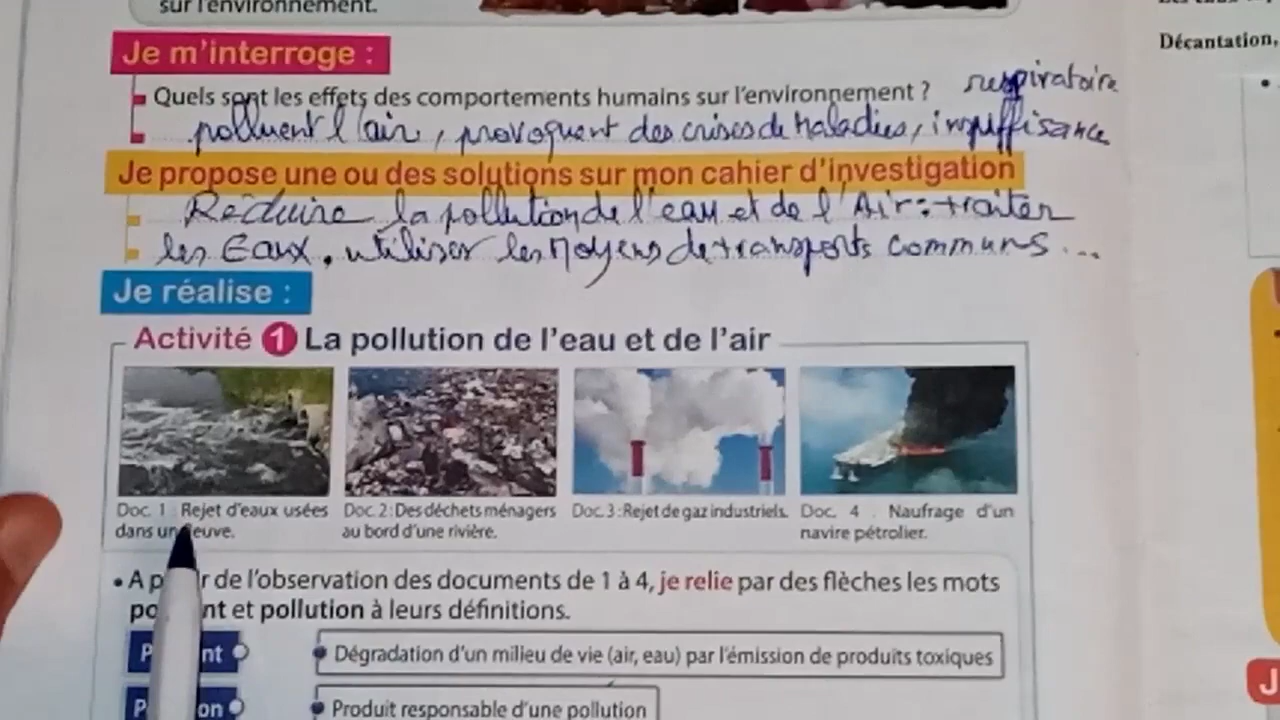 sur l'environnement.
Décantation,
Je m'interroge :
Quels sont les effets des comportements humains sur l'environnement ?
respiratoire
polluent l'air, provoquent des crises de Maladies, insuffisance
Je propose une ou des solutions sur mon cahier d'investigation
Réduire la pollution de l'eau et de l'Air : traiter
les Eaux, utiliser les Moyens de transports communs ...
Je réalise :
Activité 1 La pollution de l'eau et de l'air
Doc. 1 : Rejet d'eaux usées
dans un fleuve.
Doc. 2 : Des déchets ménagers
au bord d'une rivière.
Doc. 3 : Rejet de gaz industriels.
Doc. 4 . Naufrage d'un
navire pétrolier.
• A p r de l'observation des documents de 1 à 4, je relie par des flèches les mots
po nt et pollution à leurs définitions.
P nt
Dégradation d'un milieu de vie (air, eau) par l'émission de produits toxiques
P on
Produit responsable d'une pollution
J